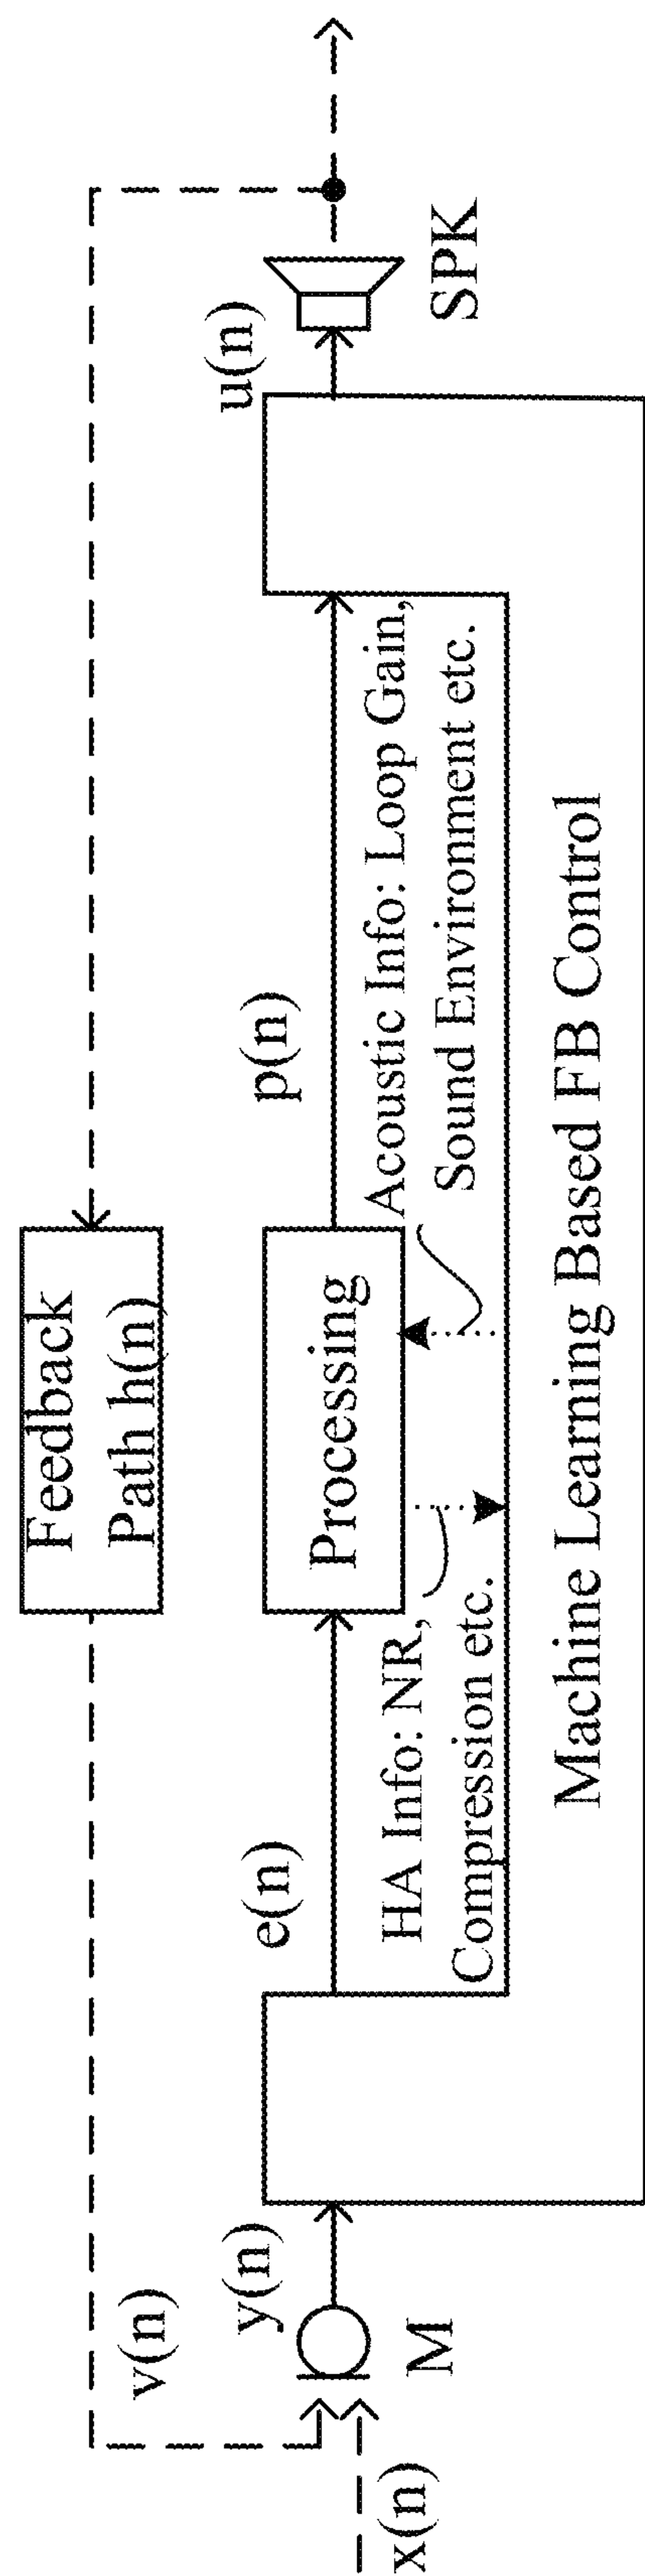 Feedback
Path h(n)
v(n)
x(n)
y(n)
M
e(n)
Processing
p(n)
u(n)
SPK
HA Info: NR,
Compression etc.
Acoustic Info: Loop Gain,
Sound Environment etc.
Machine Learning Based FB Control